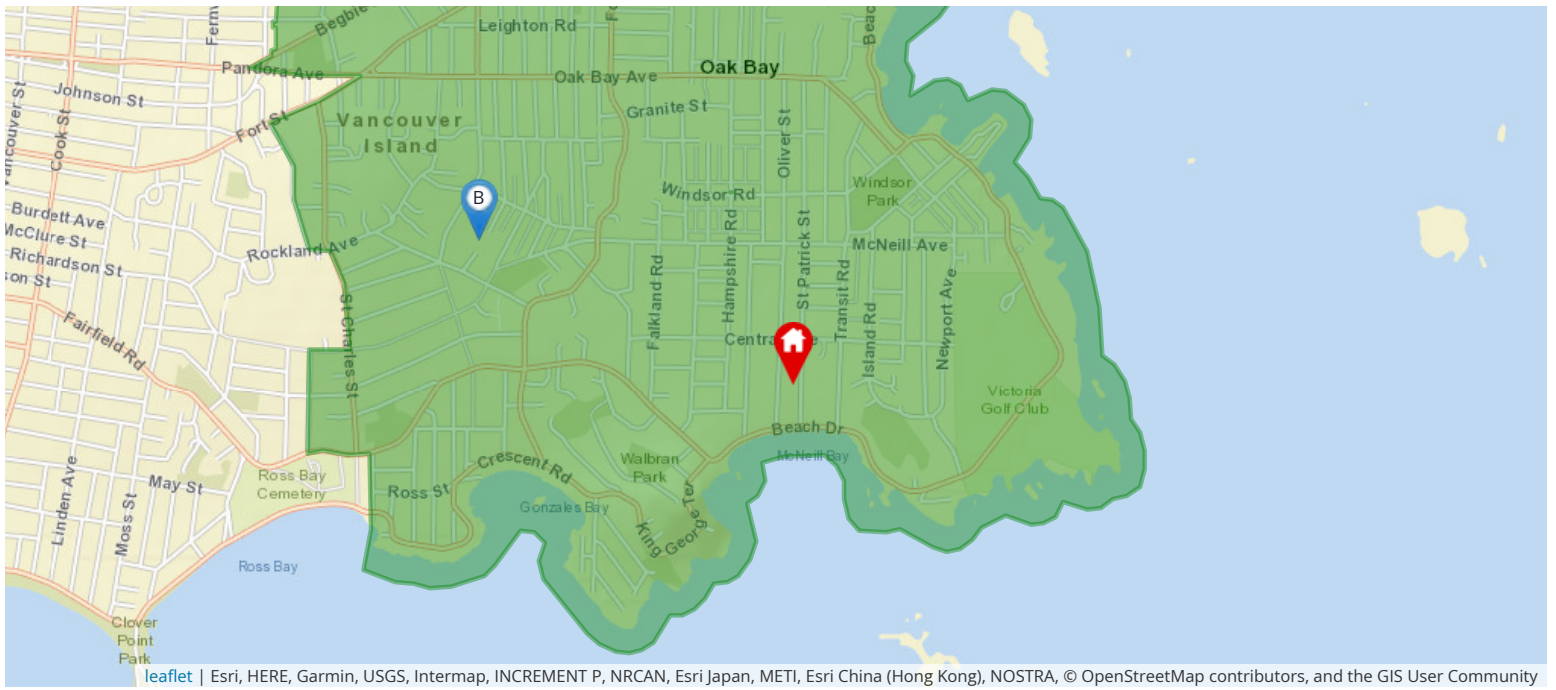 Begbie
Leighton Rd
Oak Bay
Pandora Ave
Oak Bay Ave
Johnson St
Granite St
Fort St
Vancouver
Island
Cook St
Oliver St
Windsor Rd
Windsor
Park
B
Burdett Ave
McClure St
Richardson St
Rockland Ave
McNeill Ave
St Patrick St
Hampshire Rd
Falkland Rd
Transit Rd
Island Rd
Newport Ave
St Charles St
Fairfield Rd
Victoria
Golf Club
Beach Dr
McNeill Bay
Walbran
Park
Crescent Rd
Ross Bay
Cemetery
May St
Ross St
Linden Ave
Moss St
Gonzales Bay
King George Ter
Ross Bay
Clover
Point
Park
leaflet | Esri, HERE, Garmin, USGS, Intermap, INCREMENT P, NRCAN, Esri Japan, METI, Esri China (Hong Kong), NOSTRA, © OpenStreetMap contributors, and the GIS User Community